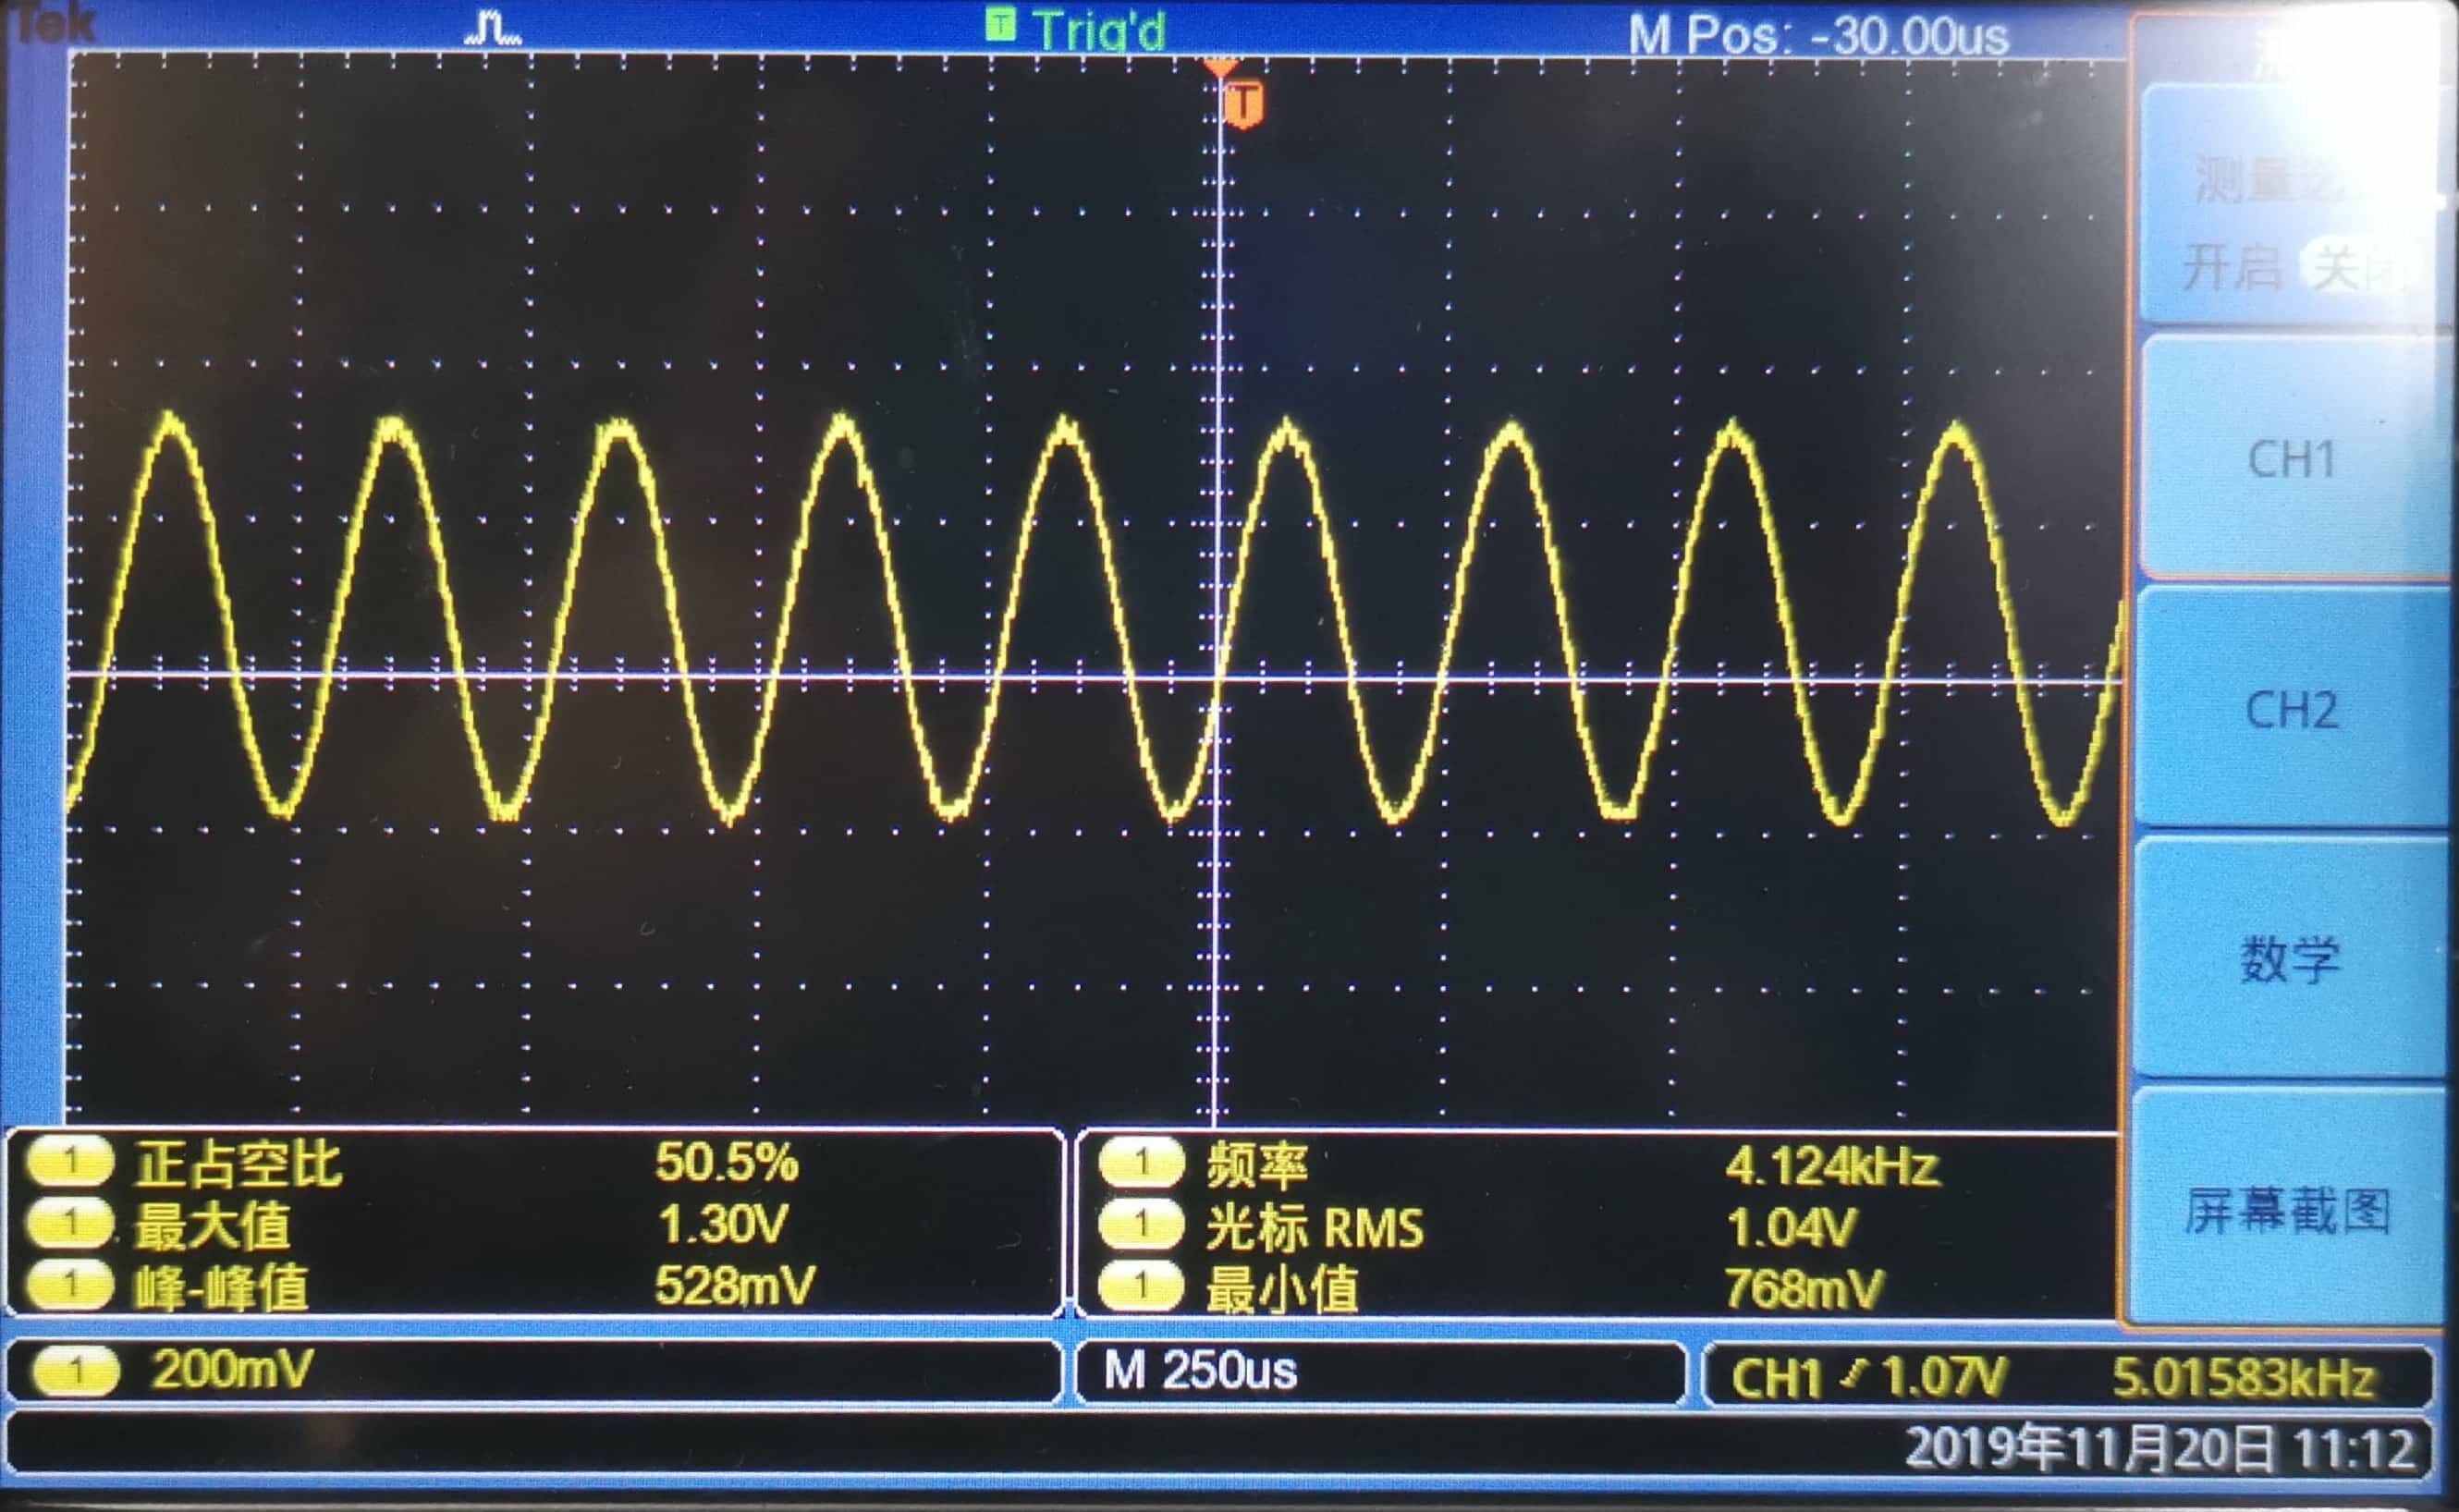 Tek
T Trig'd
M Pos: -30.00us
T
测量选
开启 关闭
CH1
CH2
数学
屏幕截图
1 正占空比 50.5%
1 最大值 1.30V
1 峰-峰值 528mV
1 频率 4.124kHz
1 光标 RMS 1.04V
1 最小值 768mV
1 200mV
M 250us
CH1 1.07V 5.01583kHz
2019年11月20日 11:12